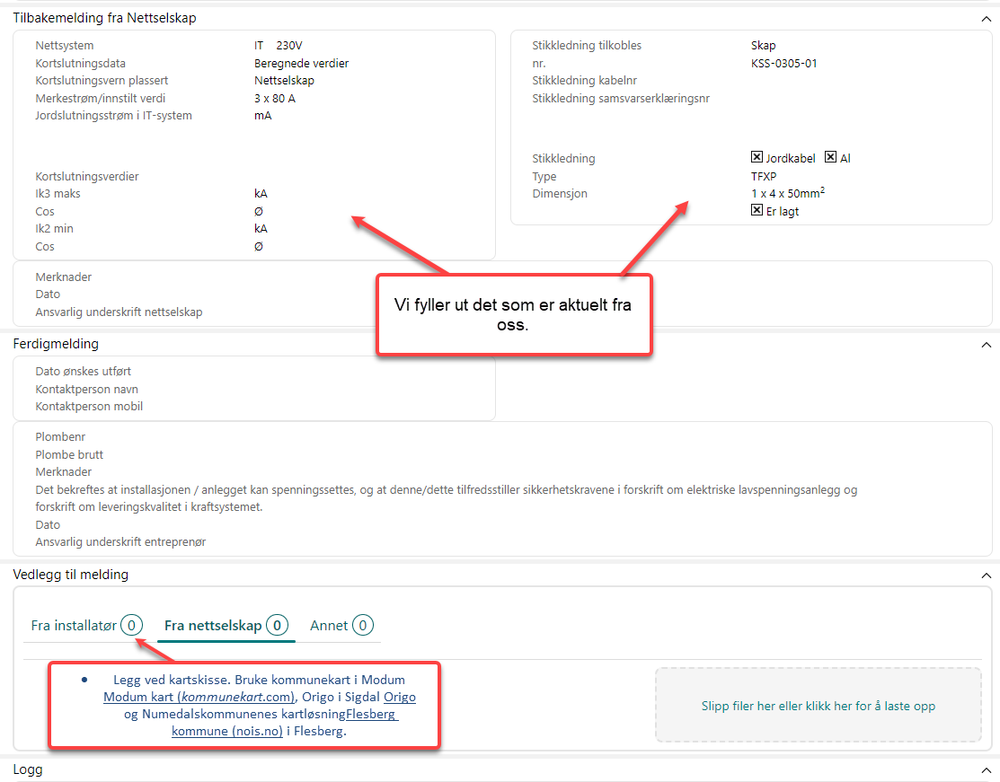 Tilbakemelding fra Nettselskap
Nettsystem IT 230V
Kortslutningsdata Beregnede verdier
Kortslutningsvern plassert Nettselskap
Merkestrøm/innstilt verdi 3 x 80 A
Jordslutningsstrøm i IT-system mA
Kortslutningsverdier
Ik3 maks kA
Cos Ø
Ik2 min kA
Cos Ø
Stikkledning tilkobles Skap
nr. KSS-0305-01
Stikkledning kabelnr
Stikkledning samsvarserklæringsnr
Stikkledning ☒ Jordkabel ☒ Al
Type TFXP
Dimensjon 1 x 4 x 50mm²
☒ Er lagt
Merknader
Dato
Ansvarlig underskrift nettselskap
Vi fyller ut det som er aktuelt fra
oss.
Ferdigmelding
Dato ønskes utført
Kontaktperson navn
Kontaktperson mobil
Plombenr
Plombe brutt
Merknader
Det bekreftes at installasjonen / anlegget kan spenningssettes, og at denne/dette tilfredsstiller sikkerhetskravene i forskrift om elektriske lavspenningsanlegg og
forskrift om leveringskvalitet i kraftsystemet.
Dato
Ansvarlig underskrift entreprenør
Vedlegg til melding
Fra installatør 0 Fra nettselskap 0 Annet 0
• Legg ved kartskisse. Bruke kommunekart i Modum
Modum kart (kommunekart.com), Origo i Sigdal Origo
og Numedalskommunenes kartløsningFlesberg
kommune (nois.no) i Flesberg.
Slipp filer her eller klikk her for å laste opp
Logg